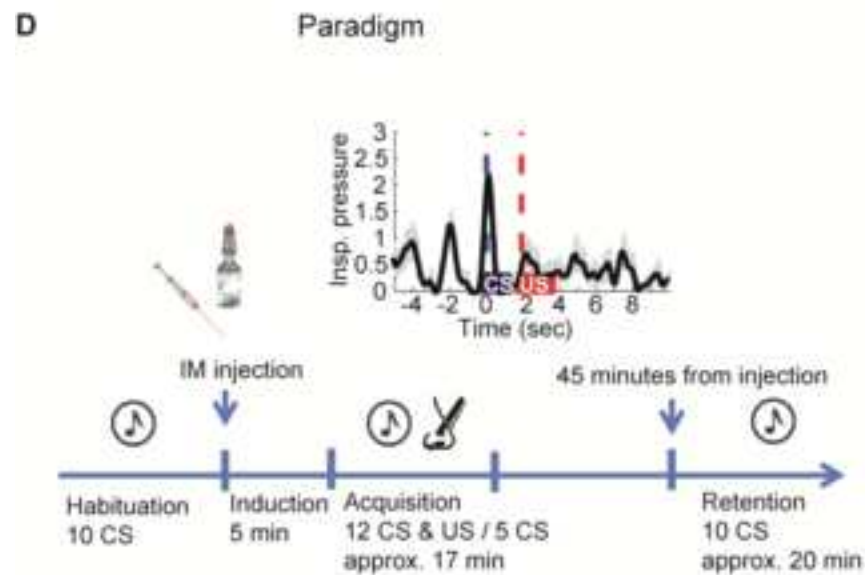 D
Paradigm
Insp. pressure
3
2.5
2
1.5
1
0.5
0
CS US
-4 -2 0 2 4 6 8
Time (sec)
IM injection
45 minutes from injection
Habituation
10 CS
Induction
5 min
Acquisition
12 CS & US / 5 CS
approx. 17 min
Retention
10 CS
approx. 20 min